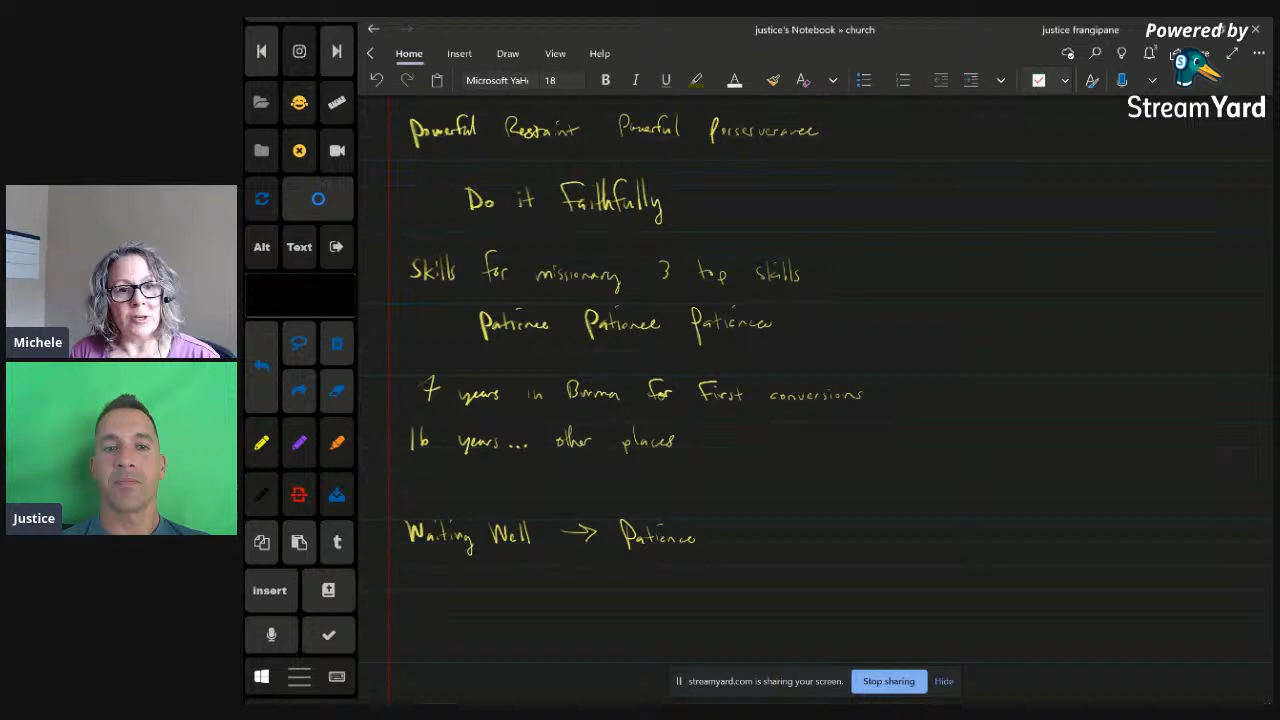 justice's Notebook » church
justice frangipane
Powered by
StreamYard
Home Insert Draw View Help
Microsoft YaHe 18 B I U
Powerful Restraint Powerful Perseverance
Do it Faithfully
Skills for missionary 3 top skills
Patience Patience Patience
7 years in Burma for First conversions
16 years... other places
Waiting Well → Patience
Alt Text
insert
t
Michele
Justice
streamyard.com is sharing your screen. Stop sharing Hide